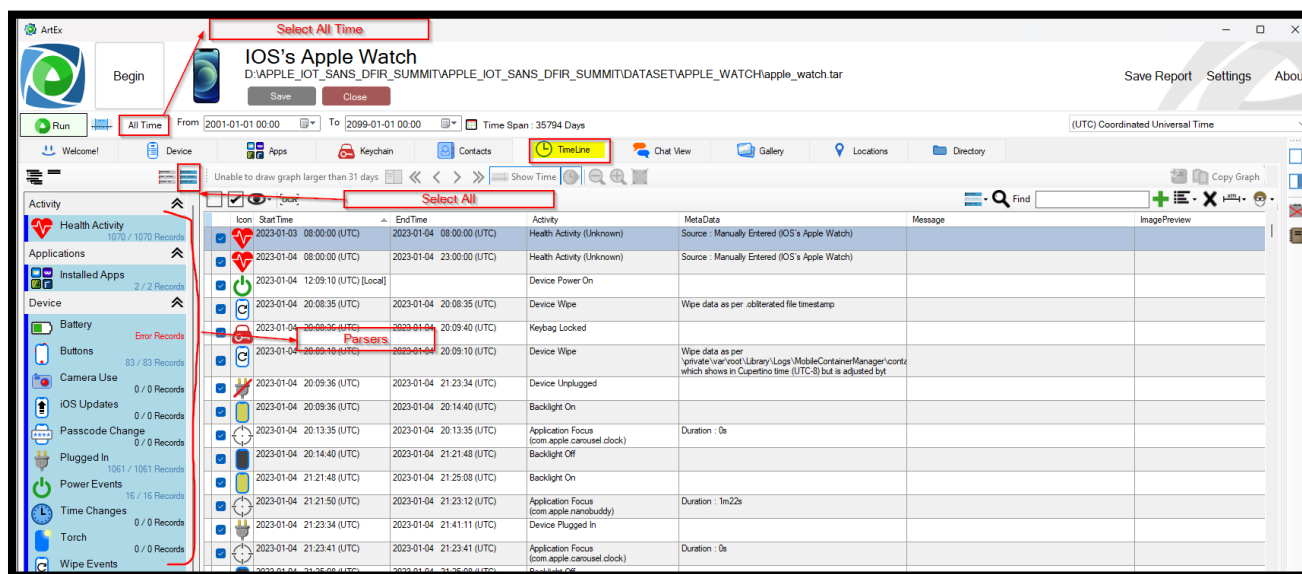 ArtEx
Select All Time
Begin
IOS's Apple Watch
D:\APPLE_IOT_SANS_DFIR_SUMMIT\APPLE_IOT_SANS_DFIR_SUMMIT\DATASET\APPLE_WATCH\apple_watch.tar
Save Close
Save Report Settings Abou
Run All Time From 2001-01-01 00:00 To 2099-01-01 00:00 Time Span : 35794 Days (UTC) Coordinated Universal Time
Welcome! Device Apps Keychain Contacts TimeLine Chat View Gallery Locations Directory
Unable to draw graph larger than 31 days Show Time Copy Graph
Activity [OCR] Select All Find
Icon StartTime EndTime Activity MetaData Message ImagePreview
Health Activity
1070 / 1070 Records
Applications
Installed Apps
2 / 2 Records
Device
Battery
Error Records
Buttons
83 / 83 Records
Camera Use
0 / 0 Records
iOS Updates
0 / 0 Records
Passcode Change
0 / 0 Records
Plugged In
1061 / 1061 Records
Power Events
16 / 16 Records
Time Changes
0 / 0 Records
Torch
0 / 0 Records
Wipe Events
2023-01-03 08:00:00 (UTC) 2023-01-04 08:00:00 (UTC) Health Activity (Unknown) Source : Manually Entered (IOS's Apple Watch)
2023-01-04 08:00:00 (UTC) 2023-01-04 23:00:00 (UTC) Health Activity (Unknown) Source : Manually Entered (IOS's Apple Watch)
2023-01-04 12:09:10 (UTC) [Local] Device Power On
2023-01-04 20:08:35 (UTC) 2023-01-04 20:08:35 (UTC) Device Wipe Wipe data as per .obliterated file timestamp
2023-01-04 20:08:36 (UTC) 2023-01-04 20:09:40 (UTC) Keybag Locked
Parsers
2023-01-04 20:09:10 (UTC) 2023-01-04 20:09:10 (UTC) Device Wipe Wipe data as per
\private\var\root\Library\Logs\MobileContainerManager\conta
which shows in Cupertino time (UTC-8) but is adjusted byt
2023-01-04 20:09:36 (UTC) 2023-01-04 21:23:34 (UTC) Device Unplugged
2023-01-04 20:09:36 (UTC) 2023-01-04 20:14:40 (UTC) Backlight On
2023-01-04 20:13:35 (UTC) 2023-01-04 20:13:35 (UTC) Application Focus Duration : 0s
(com.apple.carousel.clock)
2023-01-04 20:14:40 (UTC) 2023-01-04 21:21:48 (UTC) Backlight Off
2023-01-04 21:21:48 (UTC) 2023-01-04 21:25:08 (UTC) Backlight On
2023-01-04 21:21:50 (UTC) 2023-01-04 21:23:12 (UTC) Application Focus Duration : 1m22s
(com.apple.nanobuddy)
2023-01-04 21:23:34 (UTC) 2023-01-04 21:41:11 (UTC) Device Plugged In
2023-01-04 21:23:41 (UTC) 2023-01-04 21:23:41 (UTC) Application Focus Duration : 0s
(com.apple.carousel.clock)